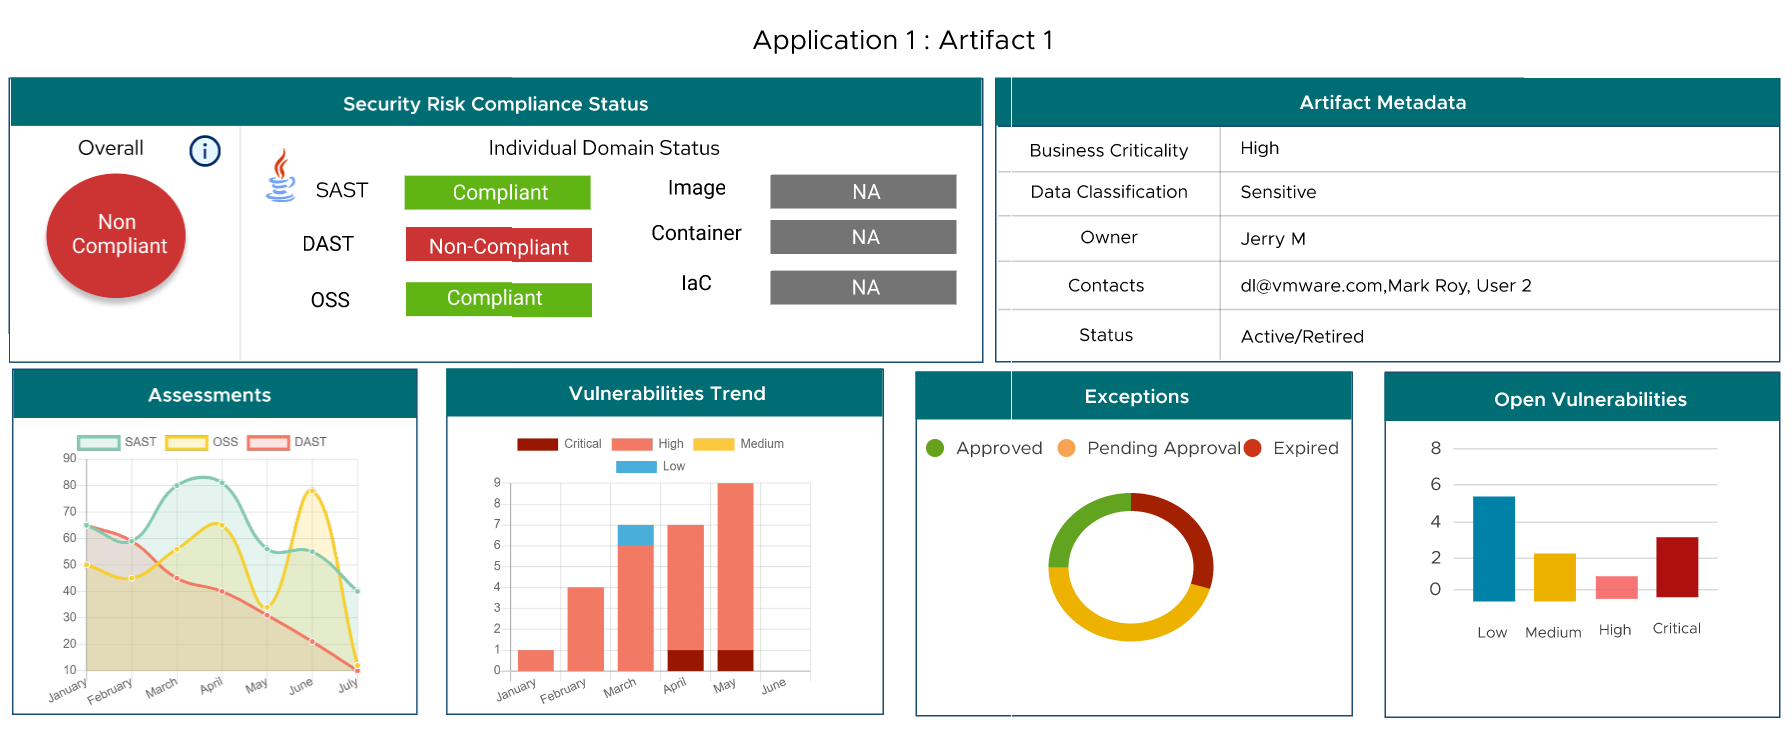 Application 1 : Artifact 1
Security Risk Compliance Status
Overall
Non
Compliant
Individual Domain Status
SAST
Compliant
DAST
Non-Compliant
OSS
Compliant
Image
NA
Container
NA
IaC
NA
Artifact Metadata
Business Criticality
High
Data Classification
Sensitive
Owner
Jerry M
Contacts
dl@vmware.com,Mark Roy, User 2
Status
Active/Retired
Assessments
SAST OSS DAST
90
80
70
60
50
40
30
20
10
January February March April May June July
Vulnerabilities Trend
Critical High Medium
Low
9
8
7
6
5
4
3
2
1
0
January February March April May June
Exceptions
Approved Pending Approval Expired
Open Vulnerabilities
8
6
4
2
0
Low Medium High Critical